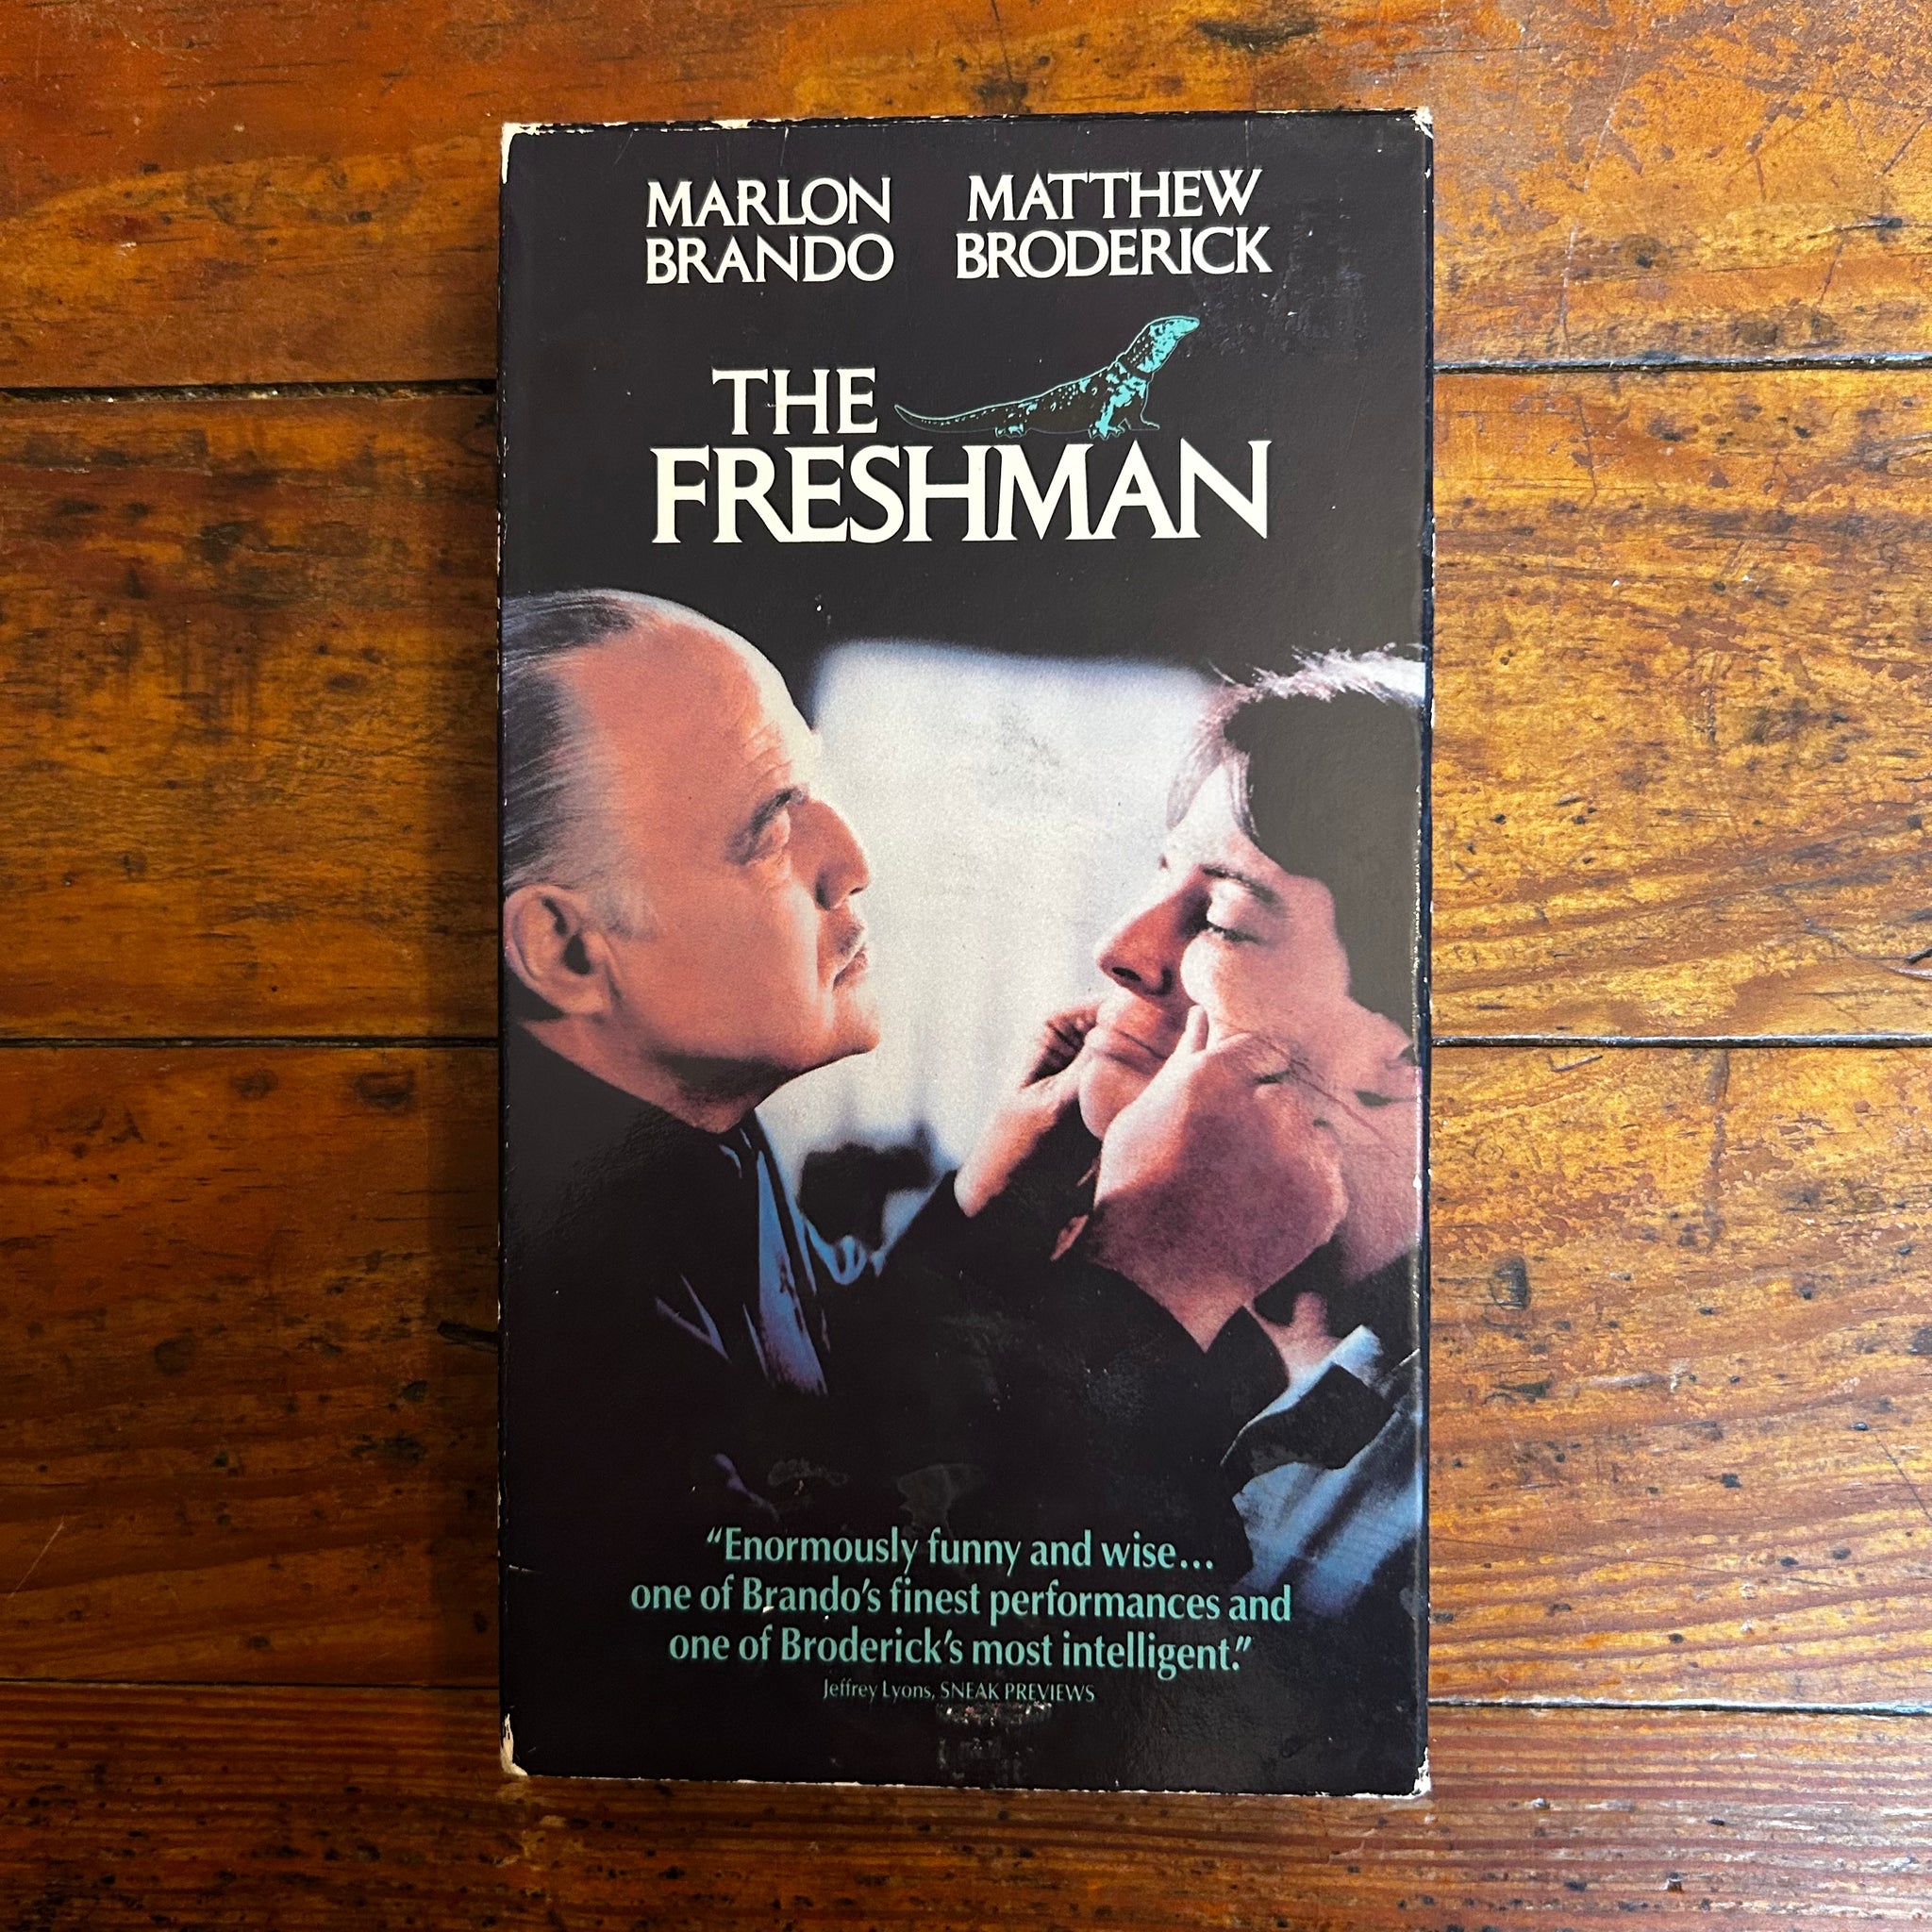 MARLON MATTHEW
BRANDO BRODERICK
THE
FRESHMAN
“Enormously funny and wise...
one of Brando’s finest performances and
one of Broderick’s most intelligent.”
Jeffrey Lyons, SNEAK PREVIEWS